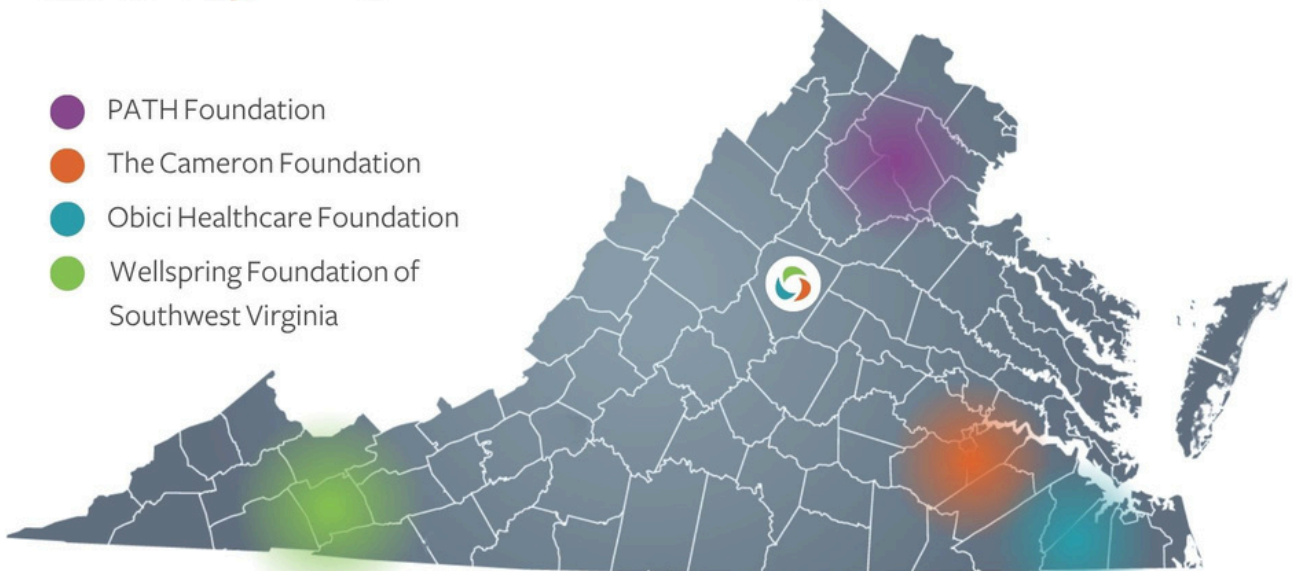 PATH Foundation
The Cameron Foundation
Obici Healthcare Foundation
Wellspring Foundation of
Southwest Virginia